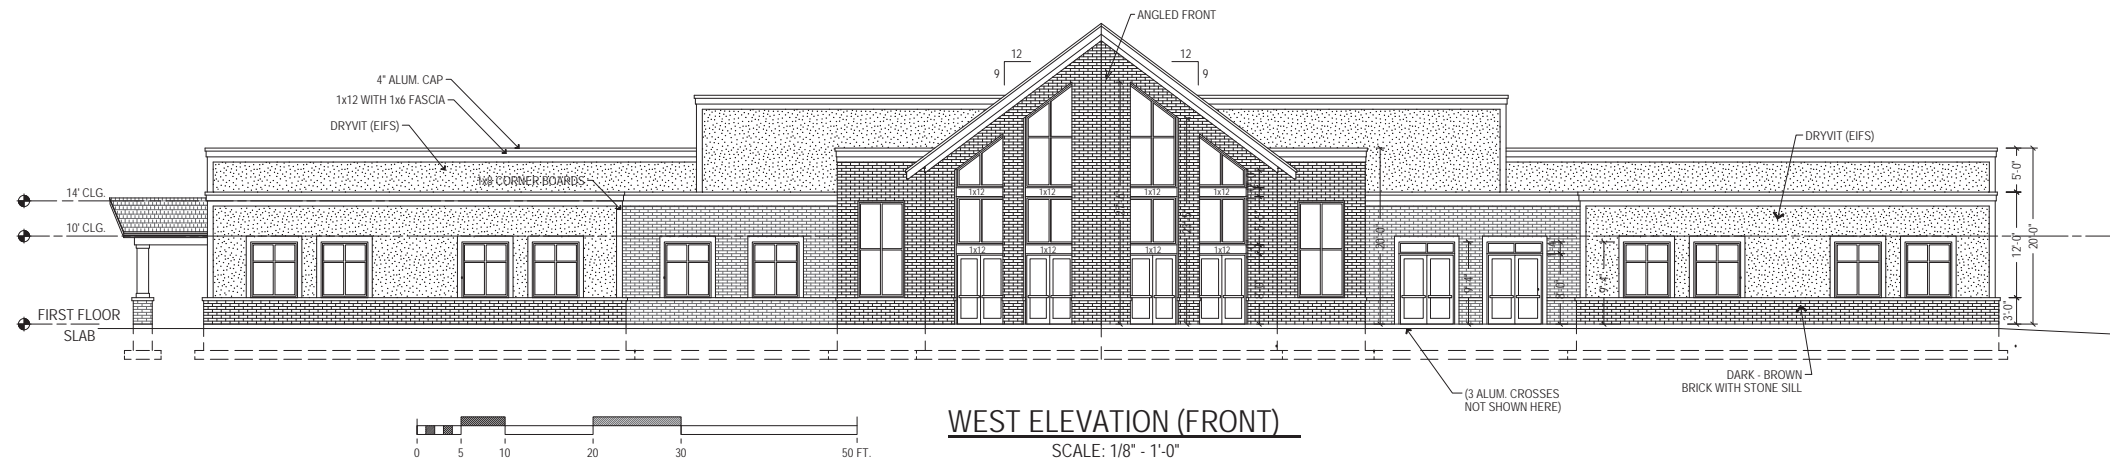 ANGLED FRONT
12
9
12
9
4" ALUM. CAP
1x12 WITH 1x6 FASCIA
DRYVIT (EIFS)
DRYVIT (EIFS)
1x8 CORNER BOARDS
14' CLG.
10' CLG.
1x12
1x12
1x12
1x12
1x12
1x12
1x12
1x12
20'-0"
9'-4"
9'-4"
5'-0"
12'-0"
20'-0"
3'-0"
FIRST FLOOR
SLAB
DARK - BROWN
BRICK WITH STONE SILL
(3 ALUM. CROSSES
NOT SHOWN HERE)
0 5 10 20 30 50 FT.
WEST ELEVATION (FRONT)
SCALE: 1/8" - 1'-0"